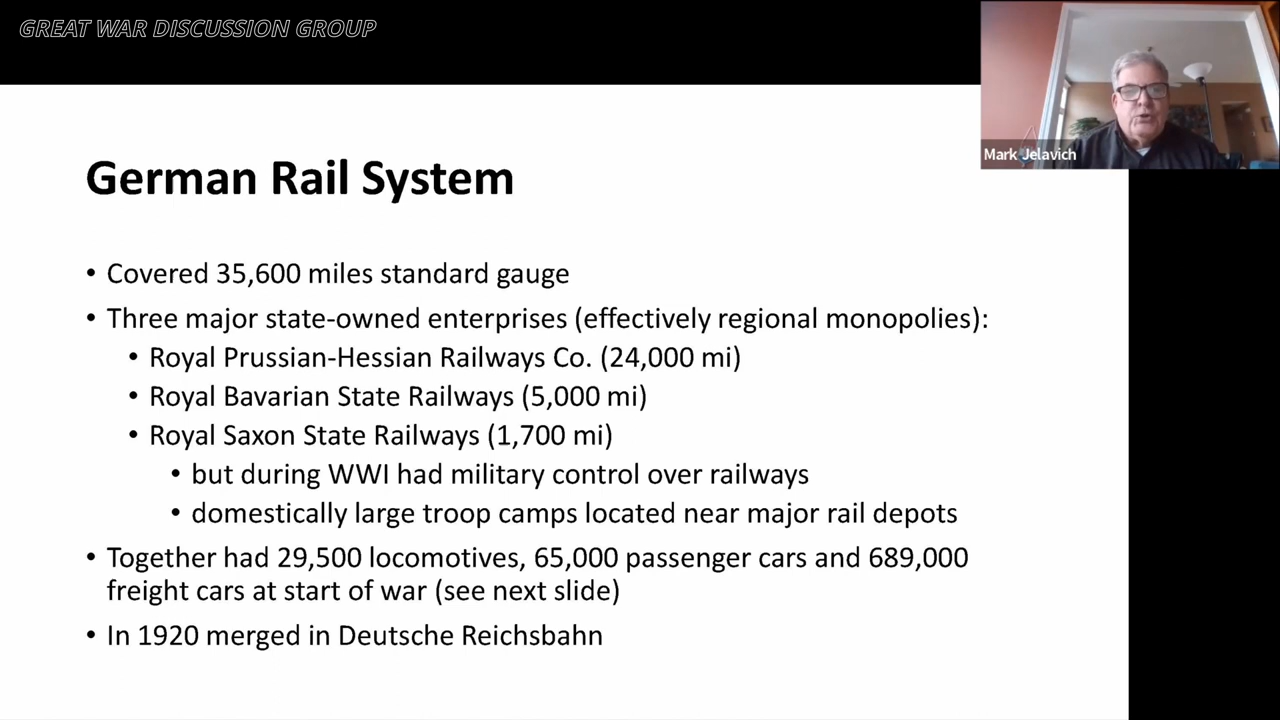 GREAT WAR DISCUSSION GROUP
Mark Jelavich
German Rail System
• Covered 35,600 miles standard gauge
• Three major state-owned enterprises (effectively regional monopolies):
• Royal Prussian-Hessian Railways Co. (24,000 mi)
• Royal Bavarian State Railways (5,000 mi)
• Royal Saxon State Railways (1,700 mi)
• but during WWI had military control over railways
• domestically large troop camps located near major rail depots
• Together had 29,500 locomotives, 65,000 passenger cars and 689,000
freight cars at start of war (see next slide)
• In 1920 merged in Deutsche Reichsbahn